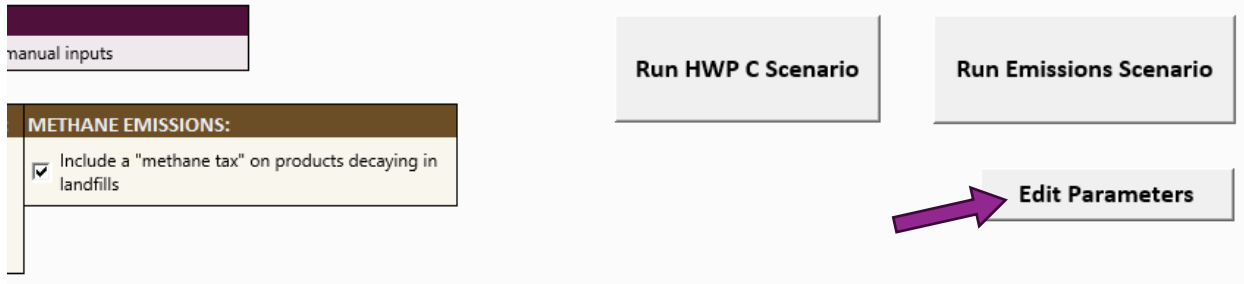 manual inputs
Run HWP C Scenario
Run Emissions Scenario
METHANE EMISSIONS:
Include a "methane tax" on products decaying in
landfills
Edit Parameters